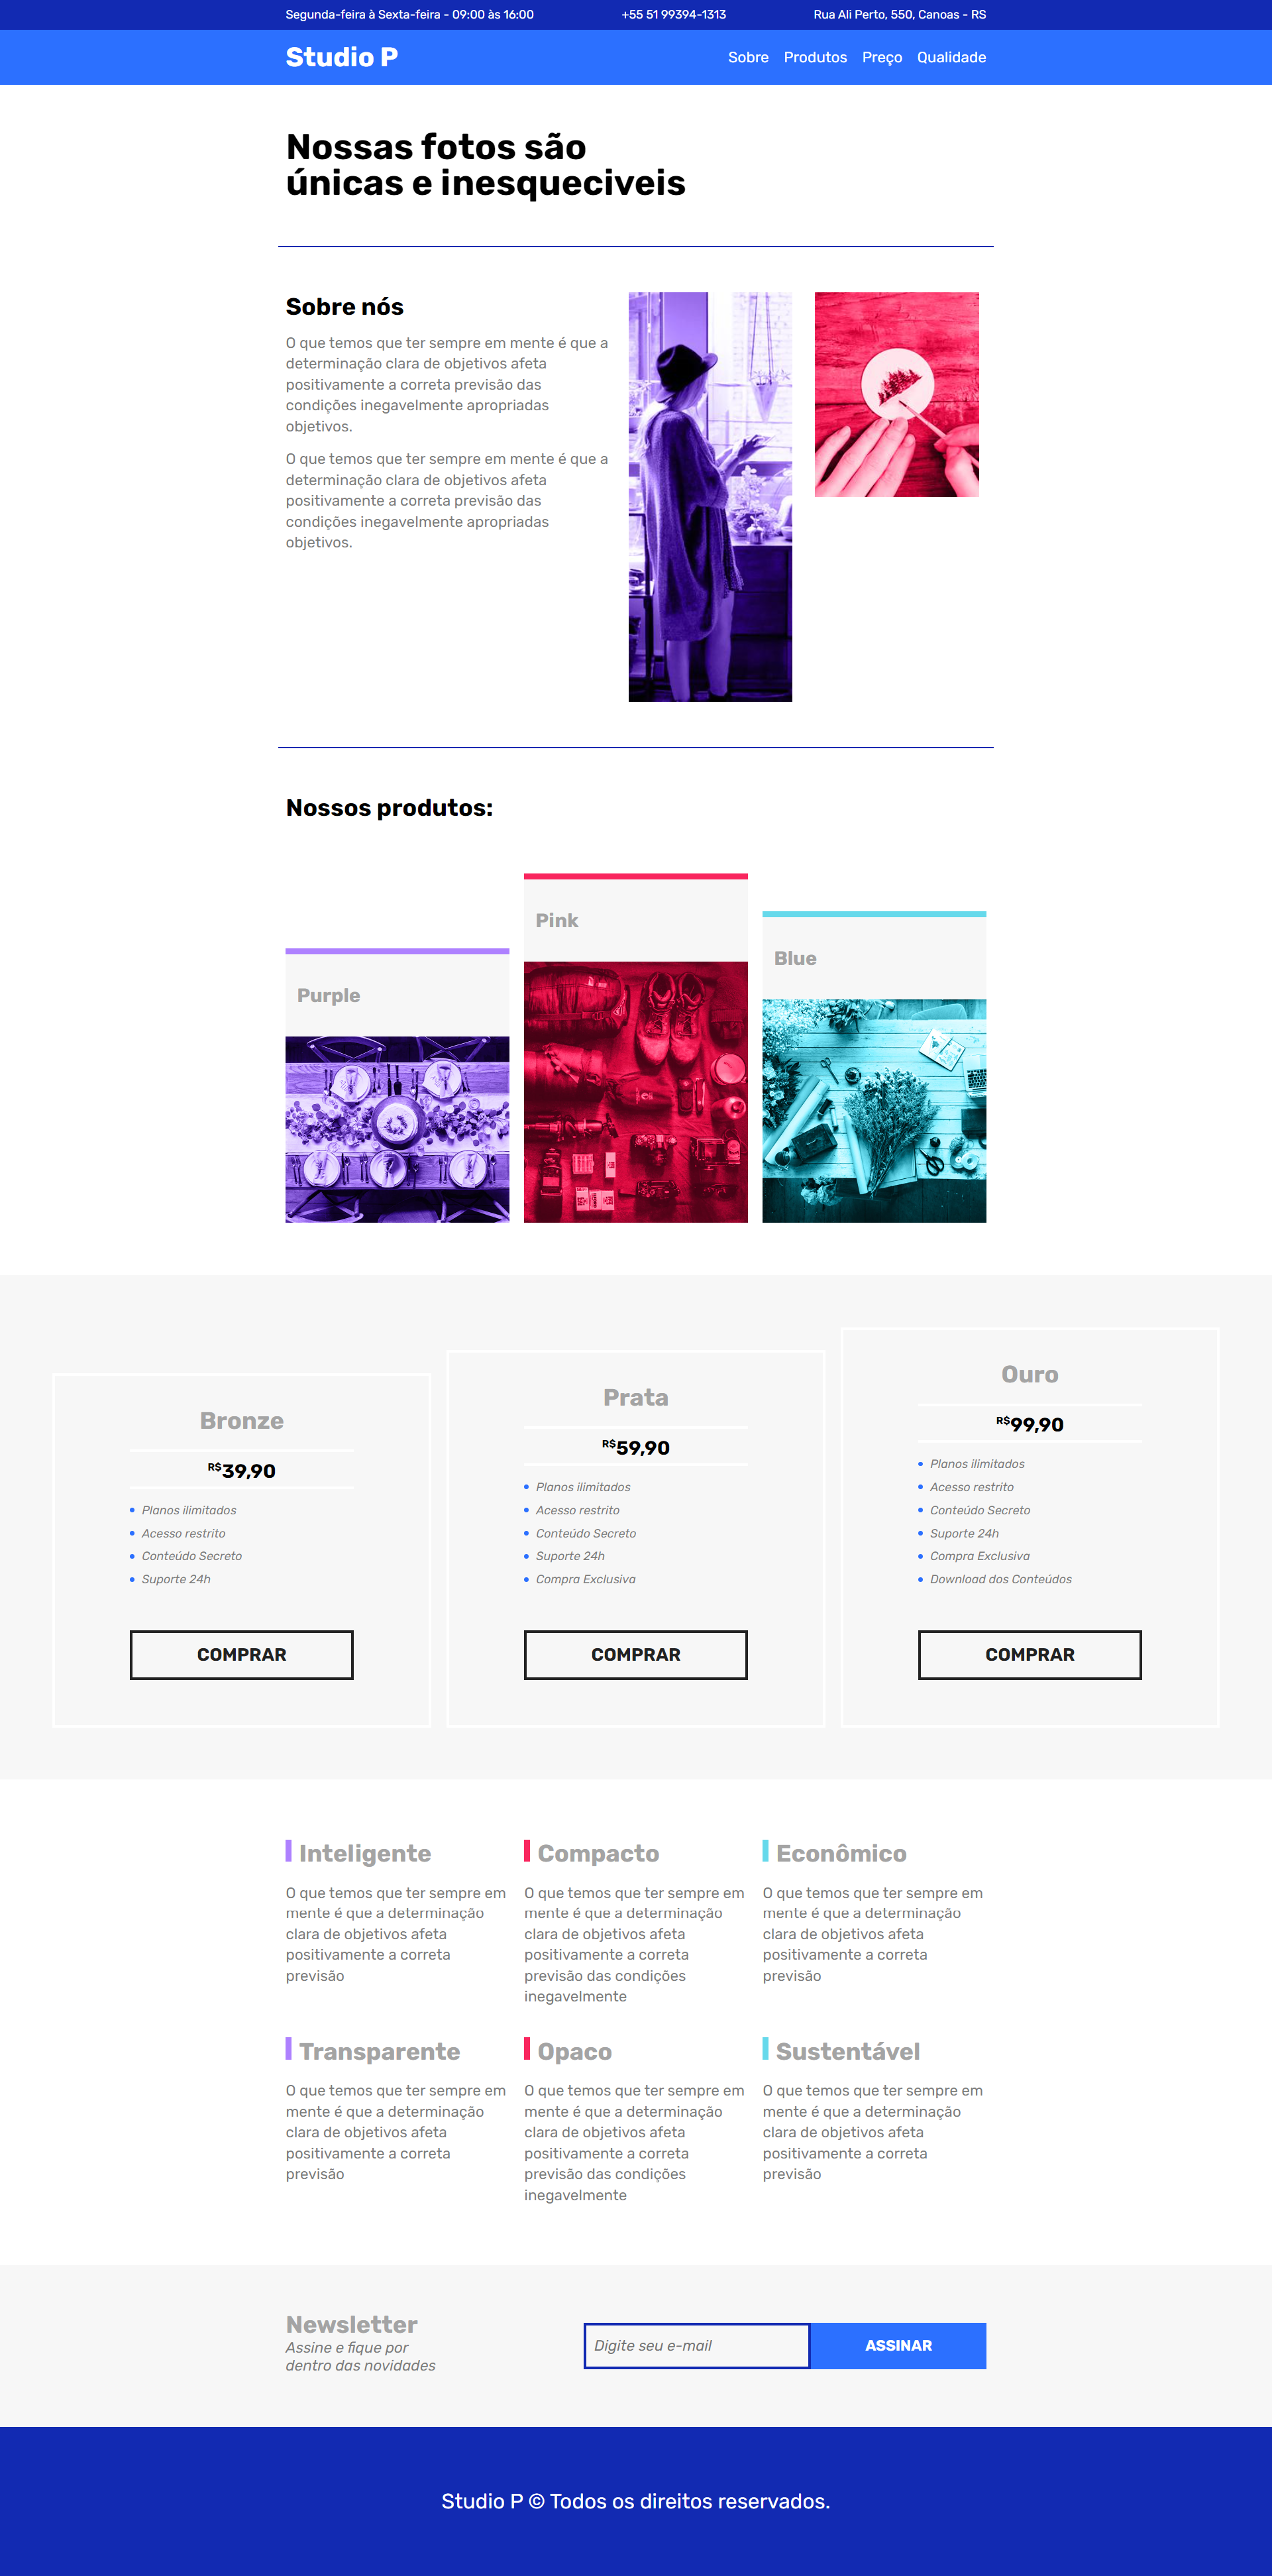 Segunda-feira à Sexta-feira - 09:00 às 16:00
+55 51 99394-1313
Rua Ali Perto, 550, Canoas - RS
Studio P
Sobre
Produtos
Preço
Qualidade
Nossas fotos são
únicas e inesqueciveis
Sobre nós
O que temos que ter sempre em mente é que a
determinação clara de objetivos afeta
positivamente a correta previsão das
condições inegavelmente apropriadas
objetivos.
O que temos que ter sempre em mente é que a
determinação clara de objetivos afeta
positivamente a correta previsão das
condições inegavelmente apropriadas
objetivos.
Nossos produtos:
Purple
Pink
Blue
Bronze
R$39,90
Planos ilimitados
Acesso restrito
Conteúdo Secreto
Suporte 24h
COMPRAR
Prata
R$59,90
Planos ilimitados
Acesso restrito
Conteúdo Secreto
Suporte 24h
Compra Exclusiva
COMPRAR
Ouro
R$99,90
Planos ilimitados
Acesso restrito
Conteúdo Secreto
Suporte 24h
Compra Exclusiva
Download dos Conteúdos
COMPRAR
Inteligente
O que temos que ter sempre em
mente é que a determinação
clara de objetivos afeta
positivamente a correta
previsão
Compacto
O que temos que ter sempre em
mente é que a determinação
clara de objetivos afeta
positivamente a correta
previsão das condições
inegavelmente
Econômico
O que temos que ter sempre em
mente é que a determinação
clara de objetivos afeta
positivamente a correta
previsão
Transparente
O que temos que ter sempre em
mente é que a determinação
clara de objetivos afeta
positivamente a correta
previsão
Opaco
O que temos que ter sempre em
mente é que a determinação
clara de objetivos afeta
positivamente a correta
previsão das condições
inegavelmente
Sustentável
O que temos que ter sempre em
mente é que a determinação
clara de objetivos afeta
positivamente a correta
previsão
Newsletter
Assine e fique por
dentro das novidades
Digite seu e-mail
ASSINAR
Studio P © Todos os direitos reservados.